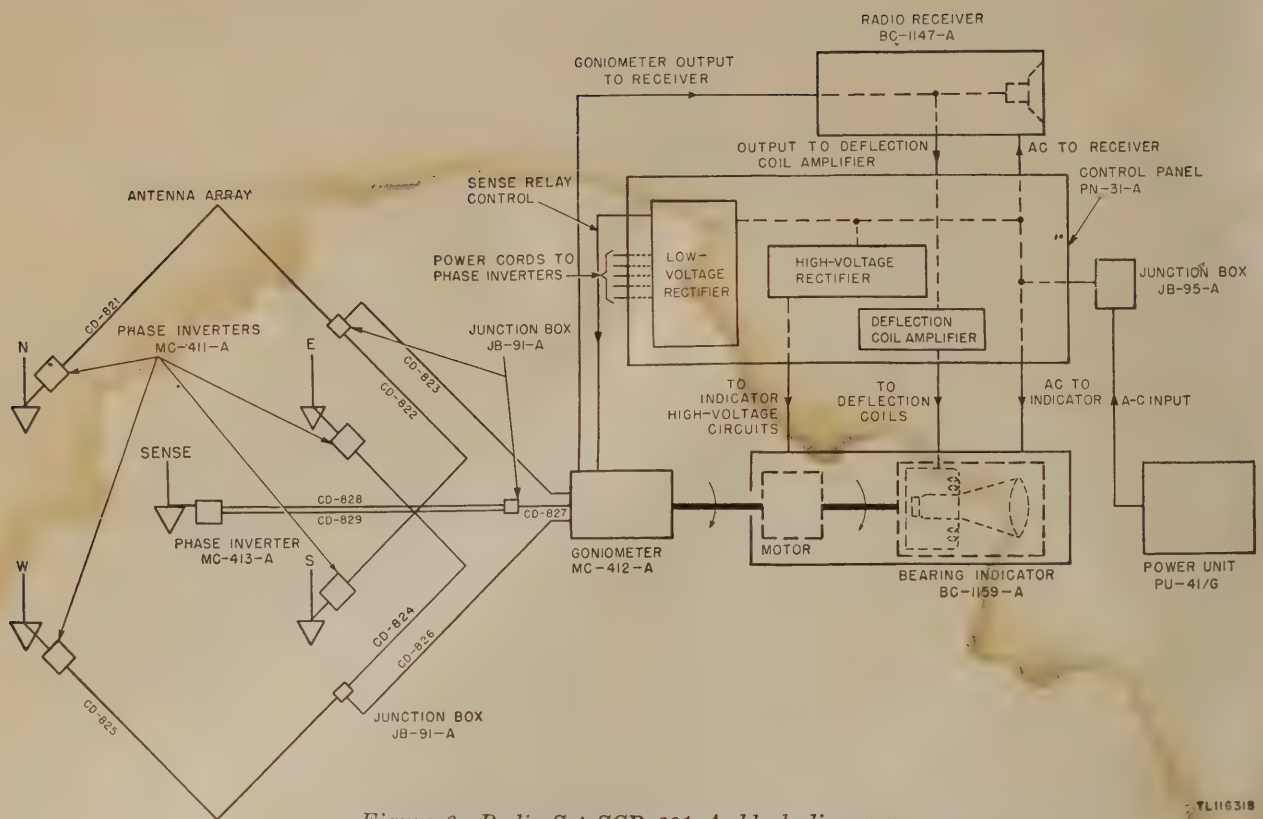 RADIO RECEIVER
BC-1147-A
GONIOMETER OUTPUT
TO RECEIVER
OUTPUT TO DEFLECTION
COIL AMPLIFIER
AC TO RECEIVER
CONTROL PANEL
PN-31-A
SENSE RELAY
CONTROL
ANTENNA ARRAY
POWER CORDS TO
PHASE INVERTERS
LOW-
VOLTAGE
RECTIFIER
HIGH-VOLTAGE
RECTIFIER
JUNCTION BOX
JB-95-A
CD-821
PHASE INVERTERS
MC-411-A
N
E
CD-823
CD-822
JUNCTION BOX
JB-91-A
DEFLECTION
COIL AMPLIFIER
TO
INDICATOR
HIGH-VOLTAGE
CIRCUITS
TO
DEFLECTION
COILS
AC TO
INDICATOR
A-C INPUT
SENSE
CD-828
CD-829
CD-827
PHASE INVERTER
MC-413-A
GONIOMETER
MC-412-A
MOTOR
BEARING INDICATOR
BC-1159-A
POWER UNIT
PU-41/G
W
S
CD-824
CD-826
CD-825
JUNCTION BOX
JB-91-A
TL11631B